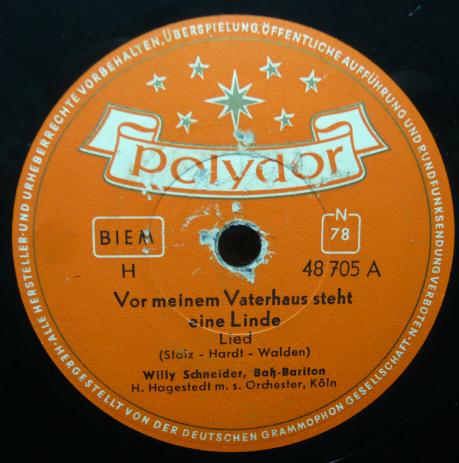 ALLE HERSTELLER- UND URHEBERRECHTE VORBEHALTEN, ÜBERSPIELUNG, ÖFFENTLICHE AUFFÜHRUNG UND RUNDFUNKSENDUNG VERBOTEN
polydor
BIEM
N
78
H
48 705 A
Vor meinem Vaterhaus steht
eine Linde
Lied
(Stolz - Hardt - Walden)
Willy Schneider, Baß-Bariton
H. Hagestedt m. s. Orchester, Köln
HERGESTELLT VON DER DEUTSCHEN GRAMMOPHON GESELLSCHAFT